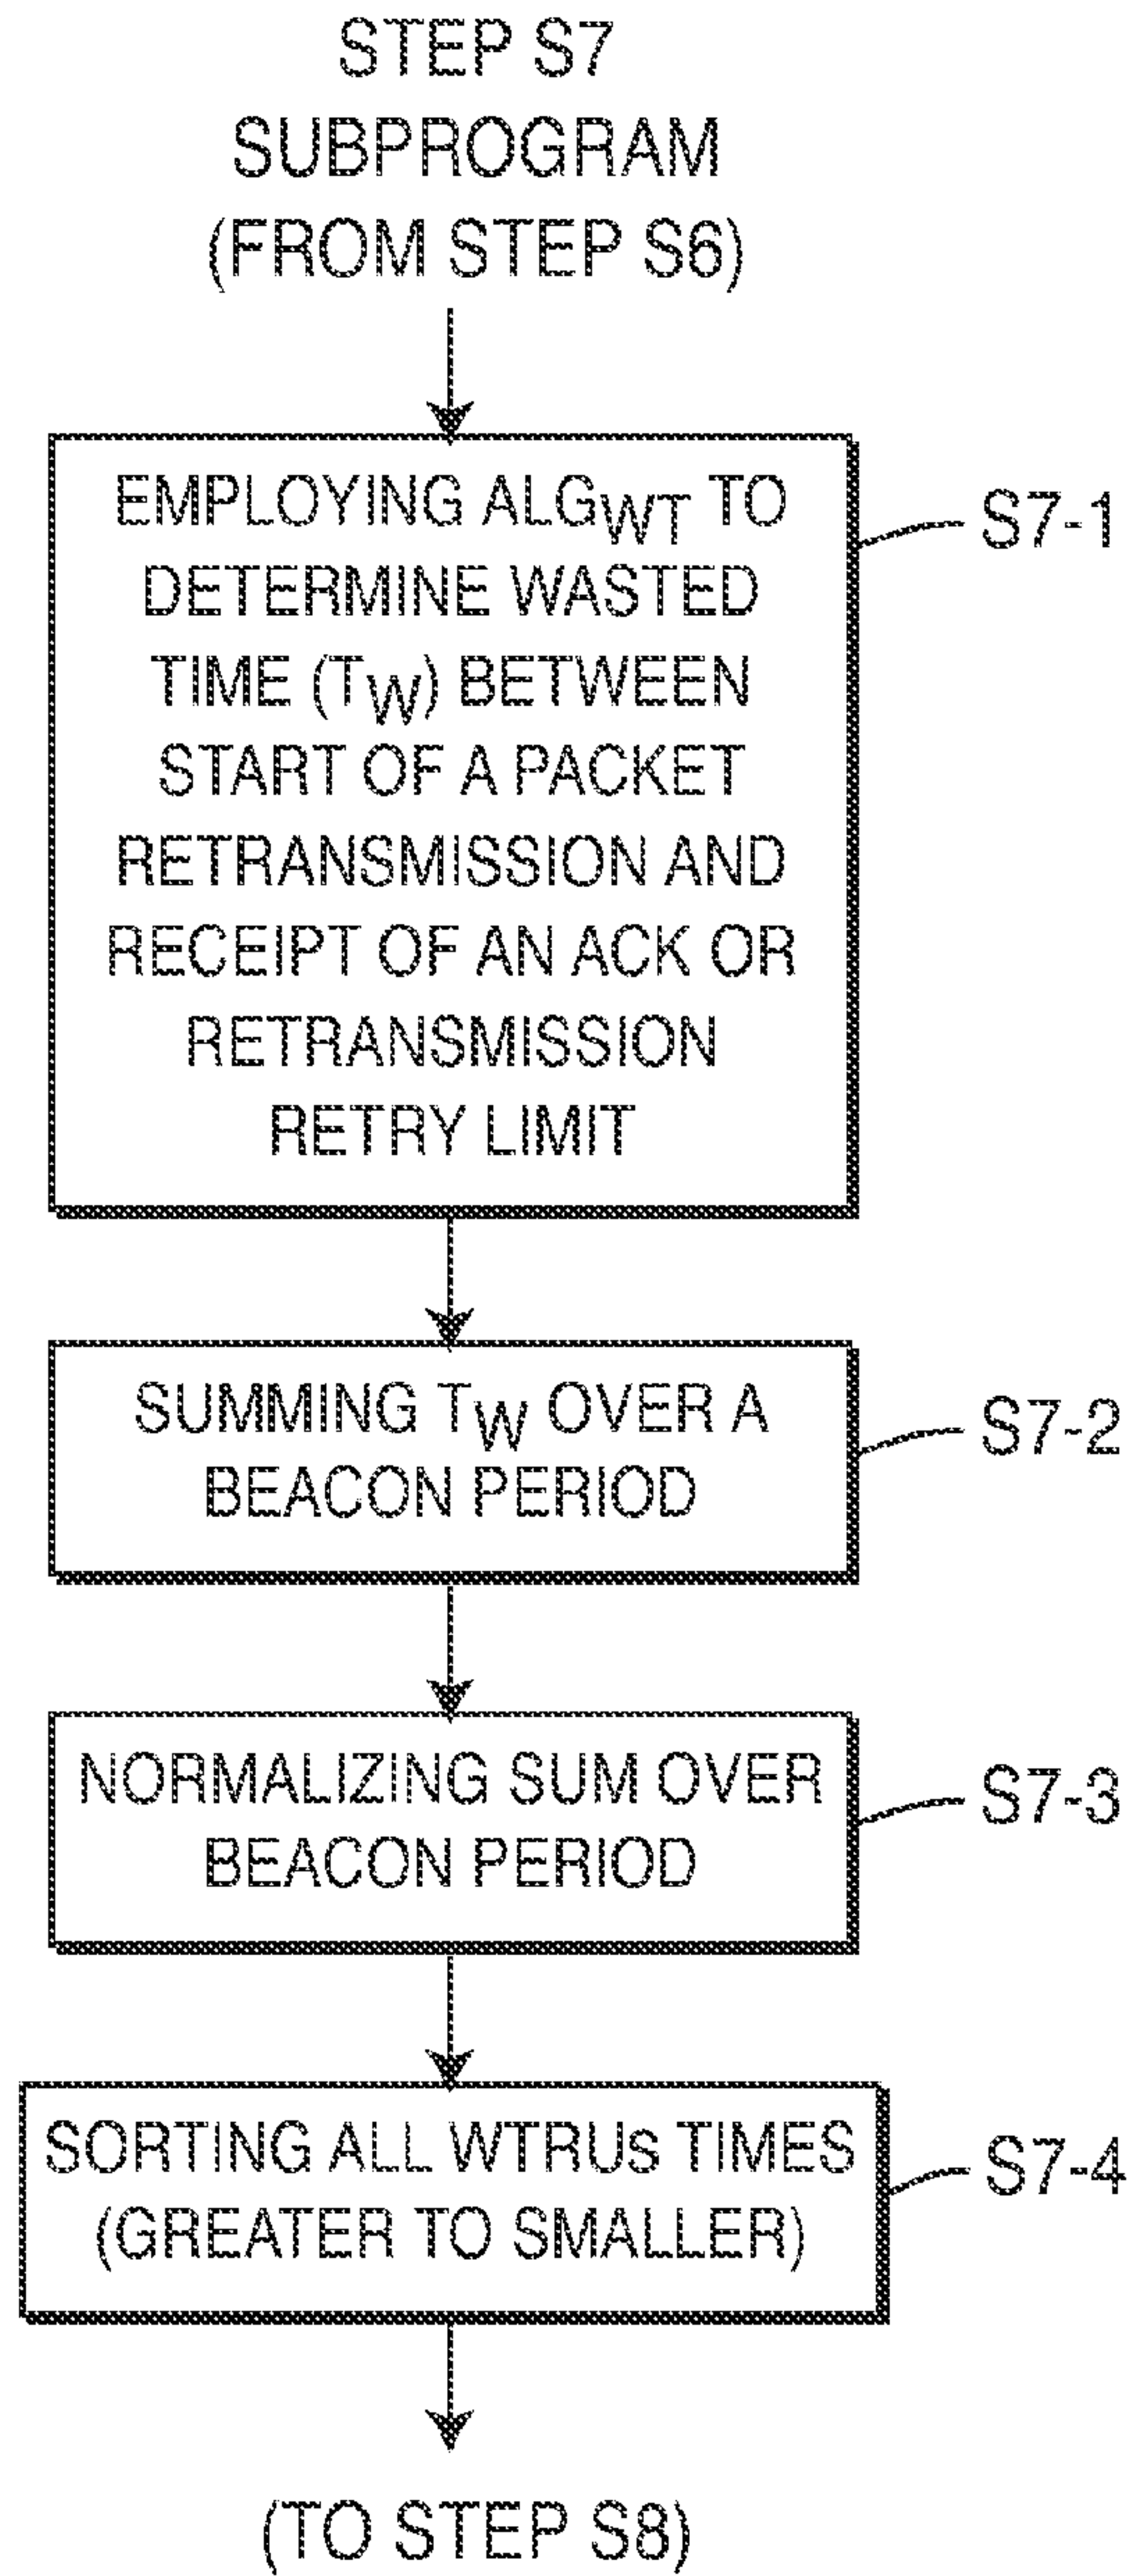 STEP S7
SUBPROGRAM
(FROM STEP S6)
EMPLOYING ALGWT TO
DETERMINE WASTED
TIME (TW) BETWEEN
START OF A PACKET
RETRANSMISSION AND
RECEIPT OF AN ACK OR
RETRANSMISSION
RETRY LIMIT
S7-1
SUMMING TW OVER A
BEACON PERIOD
S7-2
NORMALIZING SUM OVER
BEACON PERIOD
S7-3
SORTING ALL WTRUs TIMES
(GREATER TO SMALLER)
S7-4
(TO STEP S8)